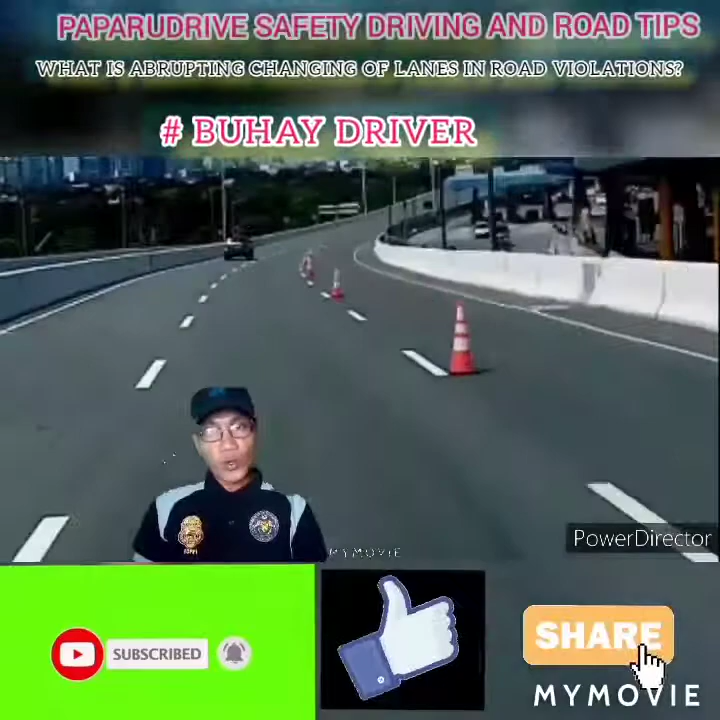 PAPARUDRIVE SAFETY DRIVING AND ROAD TIPS
WHAT IS ABRUPTING CHANGING OF LANES IN ROAD VIOLATIONS?
# BUHAY DRIVER
PowerDirector
MYMOVIE
SUBSCRIBED
SHARE
MYMOVIE